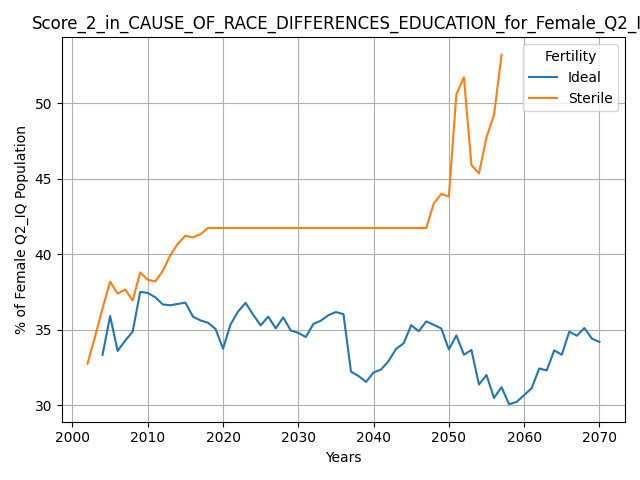 Score_2_in_CAUSE_OF_RACE_DIFFERENCES_EDUCATION_for_Female_Q2_I
Fertility
Ideal
Sterile
% of Female Q2_IQ Population
50
45
40
35
30
2000 2010 2020 2030 2040 2050 2060 2070
Years